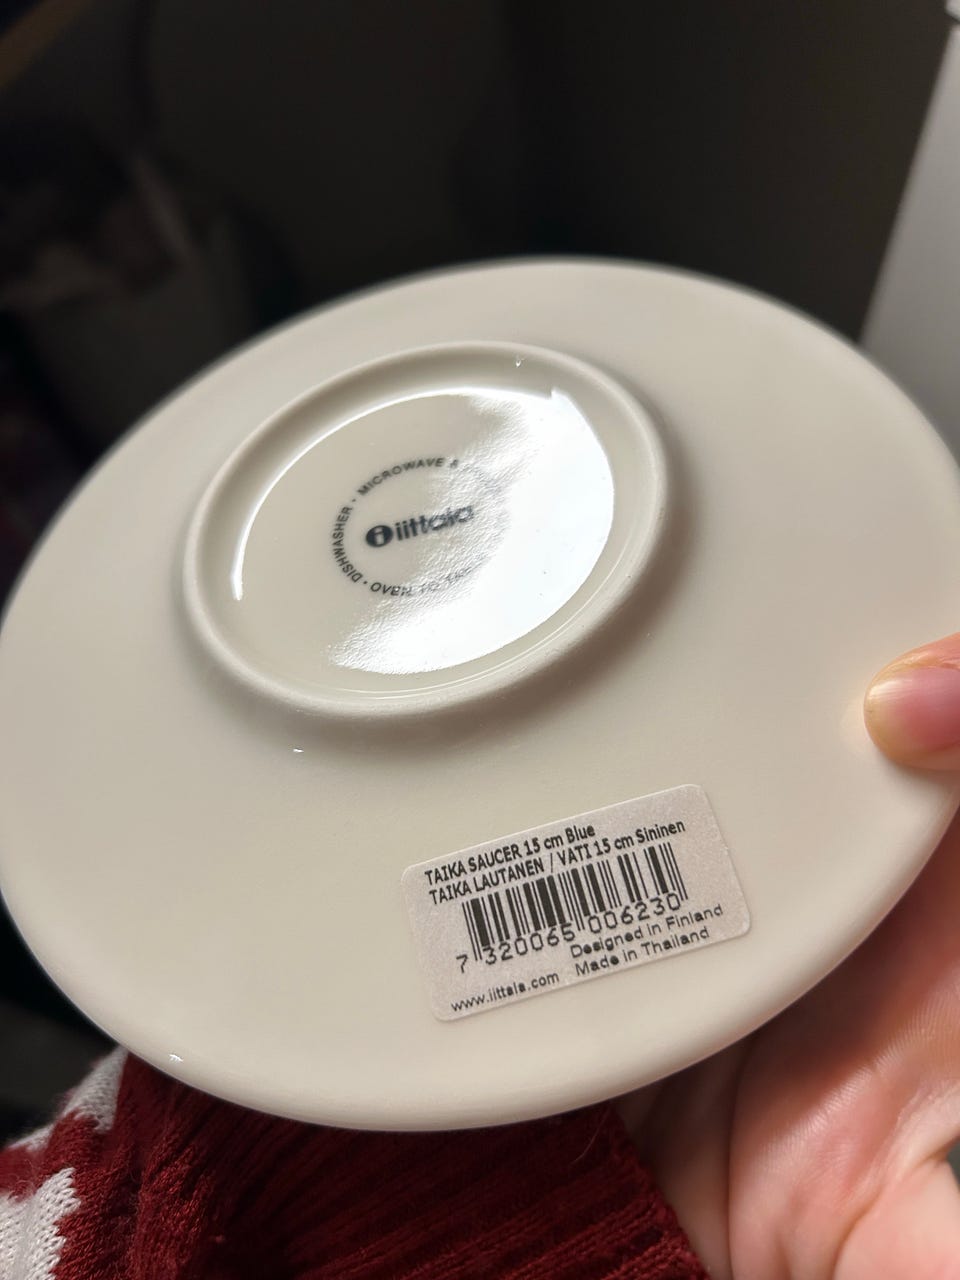 DISHWASHER • MICROWAVE
OVEN TO
iittala
TAIKA SAUCER 15 cm Blue
TAIKA LAUTANEN / VATI 15 cm Sininen
7 320065 006230
Designed in Finland
www.iittala.com Made in Thailand